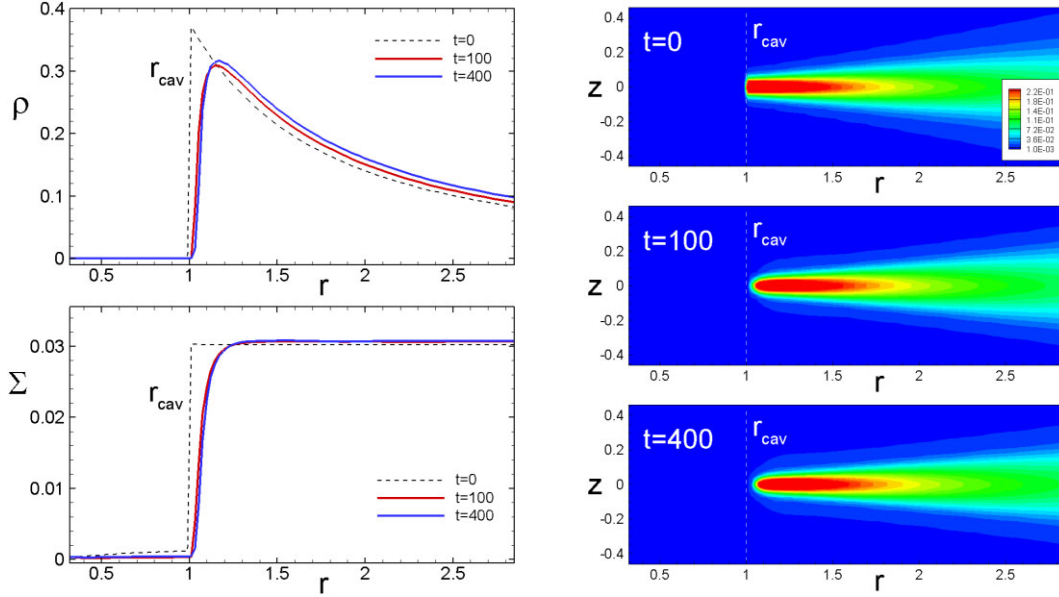 0.4
0.3
0.2
0.1
0
ρ
r_cav
t=0
t=100
t=400
0.5 1 1.5 2 2.5
r
0.03
0.02
0.01
0
Σ
r_cav
t=0
t=100
t=400
0.5 1 1.5 2 2.5
r
0.4
0.2
0
-0.2
-0.4
z
t=0
r_cav
2.2E-01
1.8E-01
1.4E-01
1.1E-01
7.2E-02
3.6E-02
1.0E-03
0.5 1 1.5 2 2.5
r
0.4
0.2
0
-0.2
-0.4
z
t=100
r_cav
0.5 1 1.5 2 2.5
r
0.4
0.2
0
-0.2
-0.4
z
t=400
r_cav
0.5 1 1.5 2 2.5
r